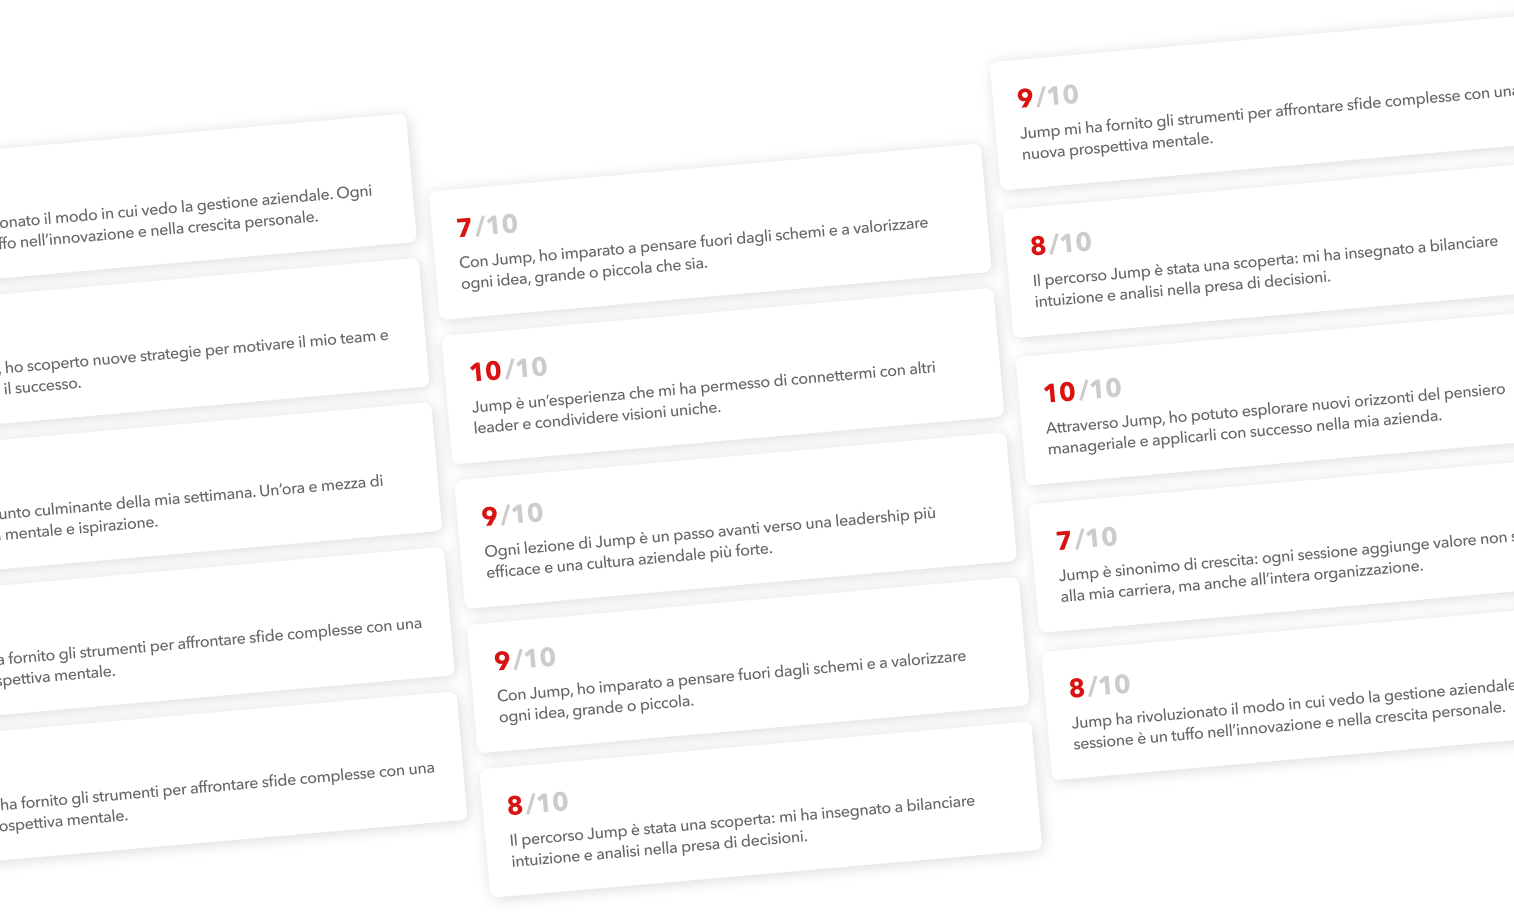 onato il modo in cui vedo la gestione aziendale. Ogni
ffo nell’innovazione e nella crescita personale.
, ho scoperto nuove strategie per motivare il mio team e
il successo.
unto culminante della mia settimana. Un’ora e mezza di
mentale e ispirazione.
a fornito gli strumenti per affrontare sfide complesse con una
spettiva mentale.
ha fornito gli strumenti per affrontare sfide complesse con una
ospettiva mentale.
7/10
Con Jump, ho imparato a pensare fuori dagli schemi e a valorizzare
ogni idea, grande o piccola che sia.
10/10
Jump è un’esperienza che mi ha permesso di connettermi con altri
leader e condividere visioni uniche.
9/10
Ogni lezione di Jump è un passo avanti verso una leadership più
efficace e una cultura aziendale più forte.
9/10
Con Jump, ho imparato a pensare fuori dagli schemi e a valorizzare
ogni idea, grande o piccola.
8/10
Il percorso Jump è stata una scoperta: mi ha insegnato a bilanciare
intuizione e analisi nella presa di decisioni.
9/10
Jump mi ha fornito gli strumenti per affrontare sfide complesse con una
nuova prospettiva mentale.
8/10
Il percorso Jump è stata una scoperta: mi ha insegnato a bilanciare
intuizione e analisi nella presa di decisioni.
10/10
Attraverso Jump, ho potuto esplorare nuovi orizzonti del pensiero
manageriale e applicarli con successo nella mia azienda.
7/10
Jump è sinonimo di crescita: ogni sessione aggiunge valore non s
alla mia carriera, ma anche all’intera organizzazione.
8/10
Jump ha rivoluzionato il modo in cui vedo la gestione aziendale
sessione è un tuffo nell’innovazione e nella crescita personale.